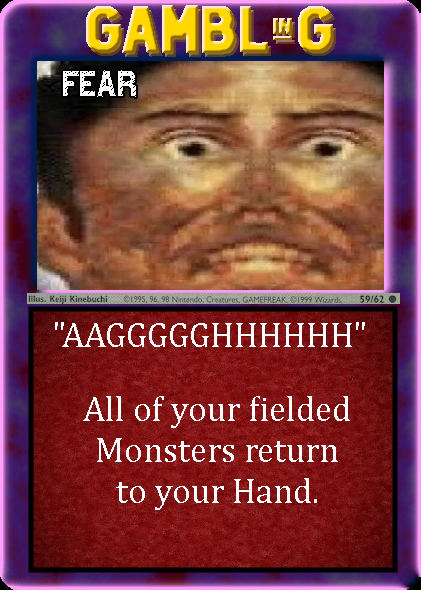 GAMBLING
FEAR
Illus. Keiji Kinebuchi ©1995, 96, 98 Nintendo, Creatures, GAMEFREAK. ©1999 Wizards. 59/62
"AAGGGGGHHHHHH"
All of your fielded
Monsters return
to your Hand.